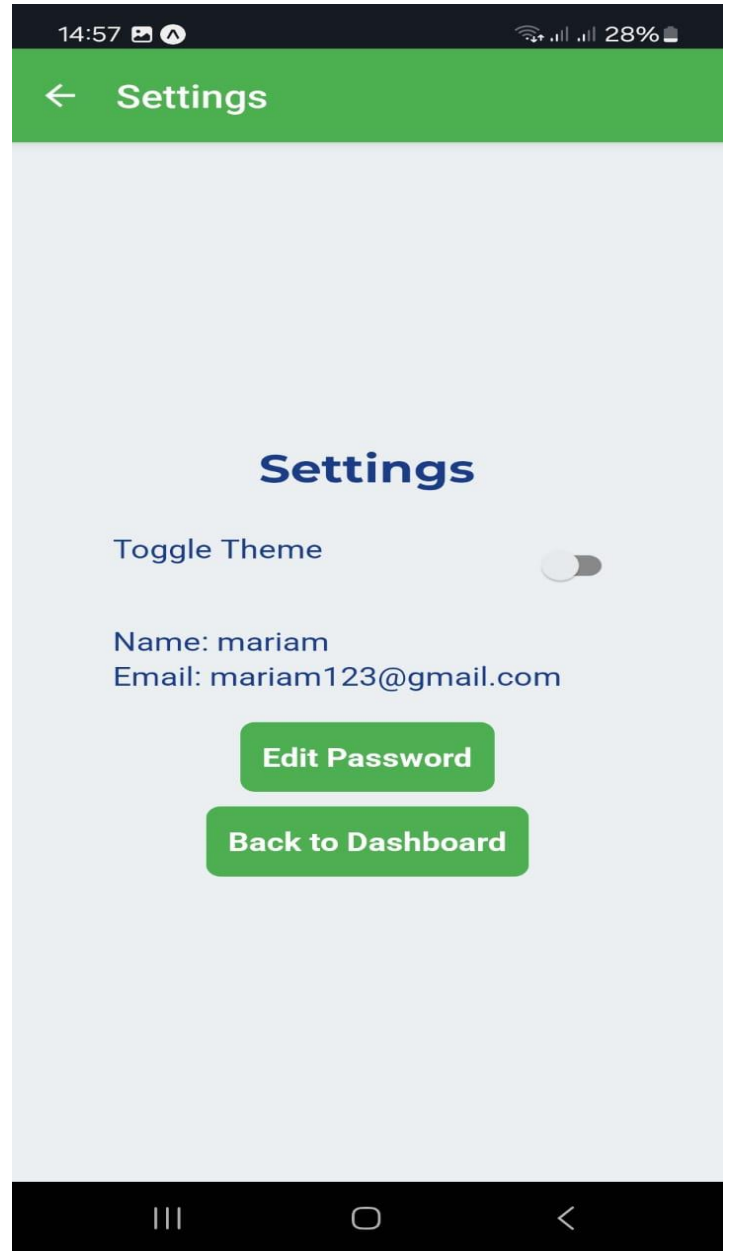 14:57 28%
Settings
Settings
Toggle Theme
Name: mariam
Email: mariam123@gmail.com
Edit Password
Back to Dashboard